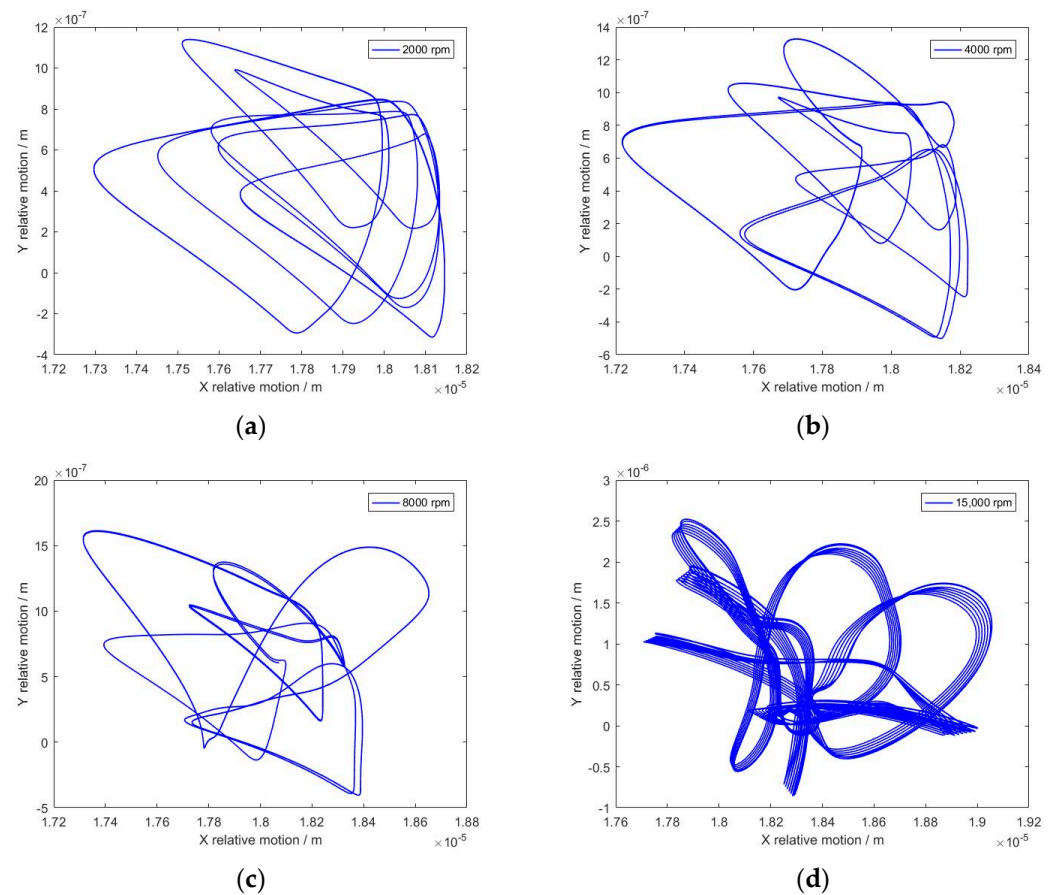 ×10⁻⁷
12
10
8
6
4
2
0
-2
-4
Y relative motion / m
2000 rpm
1.72 1.73 1.74 1.75 1.76 1.77 1.78 1.79 1.8 1.81 1.82
X relative motion / m
×10⁻⁵
(a)
×10⁻⁷
14
12
10
8
6
4
2
0
-2
-4
-6
Y relative motion / m
4000 rpm
1.72 1.74 1.76 1.78 1.8 1.82 1.84
X relative motion / m
×10⁻⁵
(b)
×10⁻⁷
20
15
10
5
0
-5
Y relative motion / m
8000 rpm
1.72 1.74 1.76 1.78 1.8 1.82 1.84 1.86 1.88
X relative motion / m
×10⁻⁵
(c)
×10⁻⁶
3
2.5
2
1.5
1
0.5
0
-0.5
-1
Y relative motion / m
15,000 rpm
1.76 1.78 1.8 1.82 1.84 1.86 1.88 1.9 1.92
X relative motion / m
×10⁻⁵
(d)